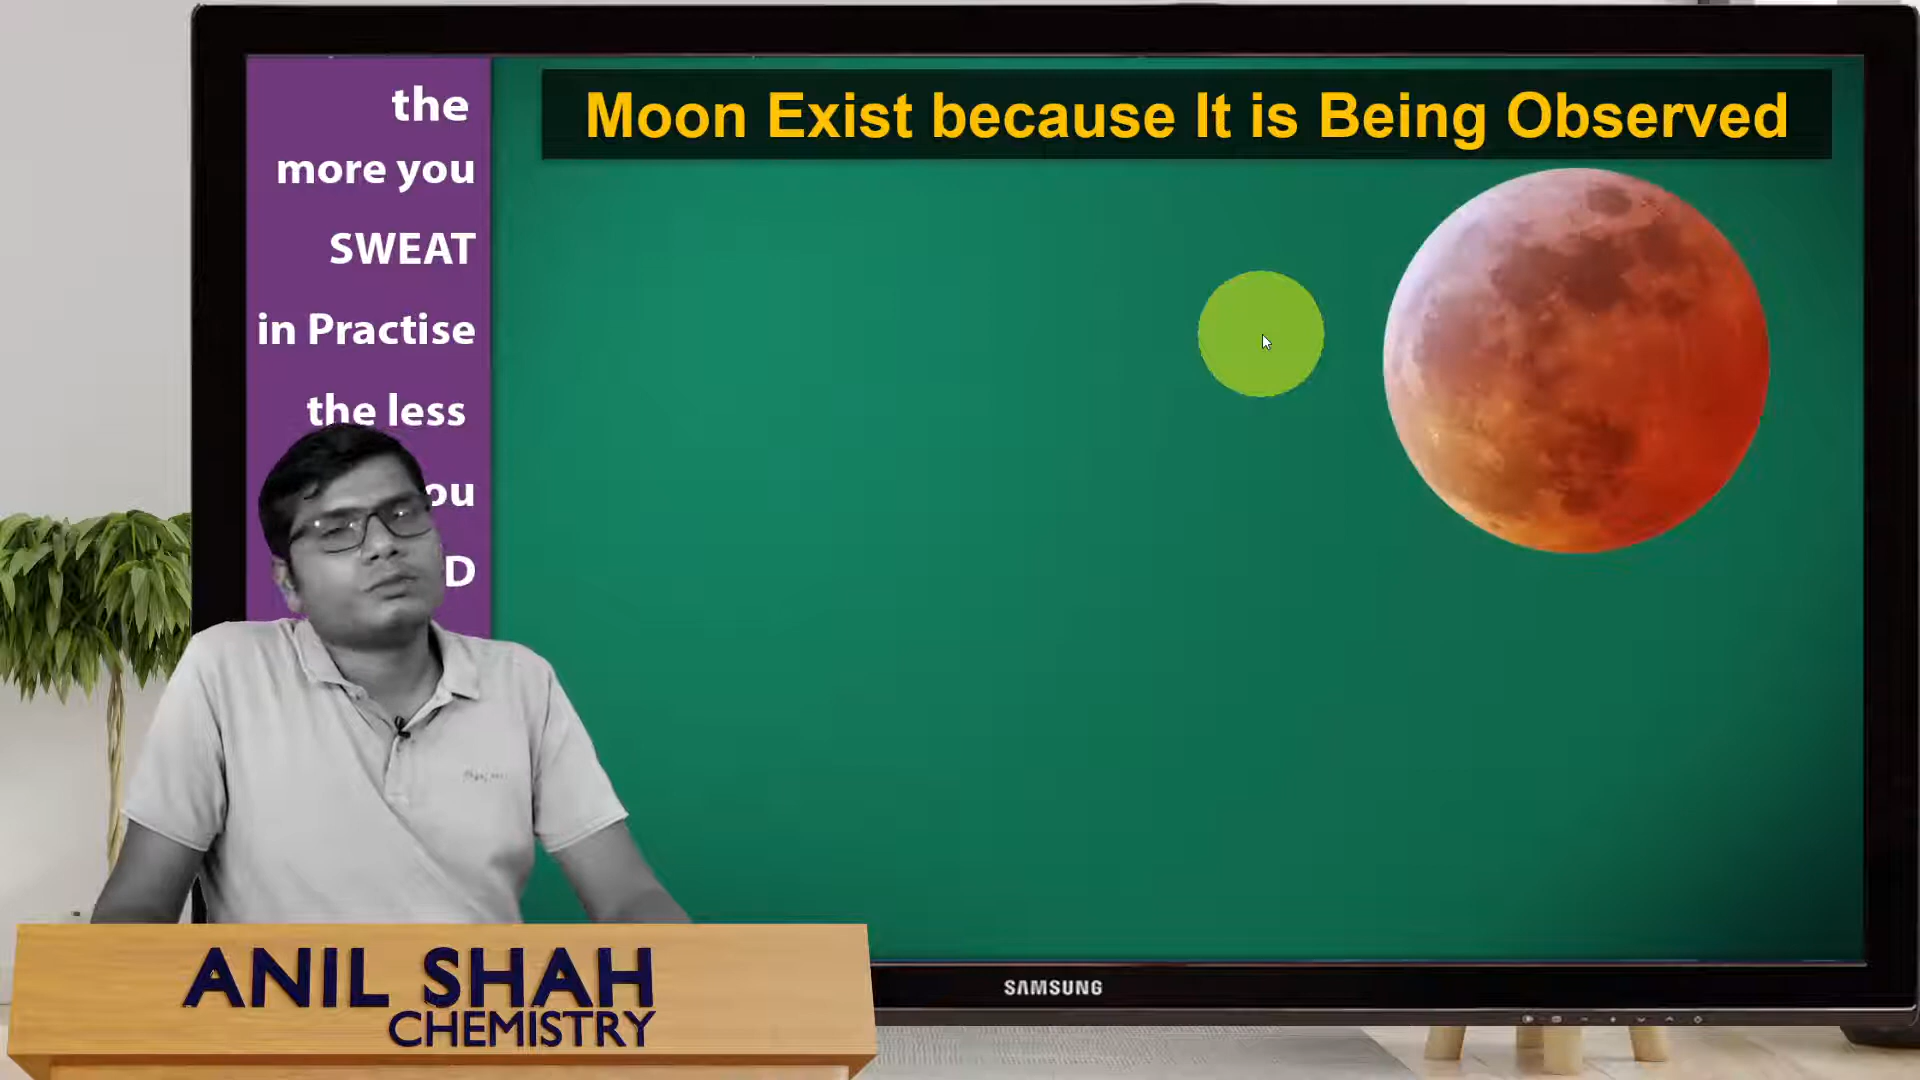 Moon Exist because It is Being Observed
the
more you
SWEAT
in Practise
the less
ou
D
ANIL SHAH
CHEMISTRY
SAMSUNG